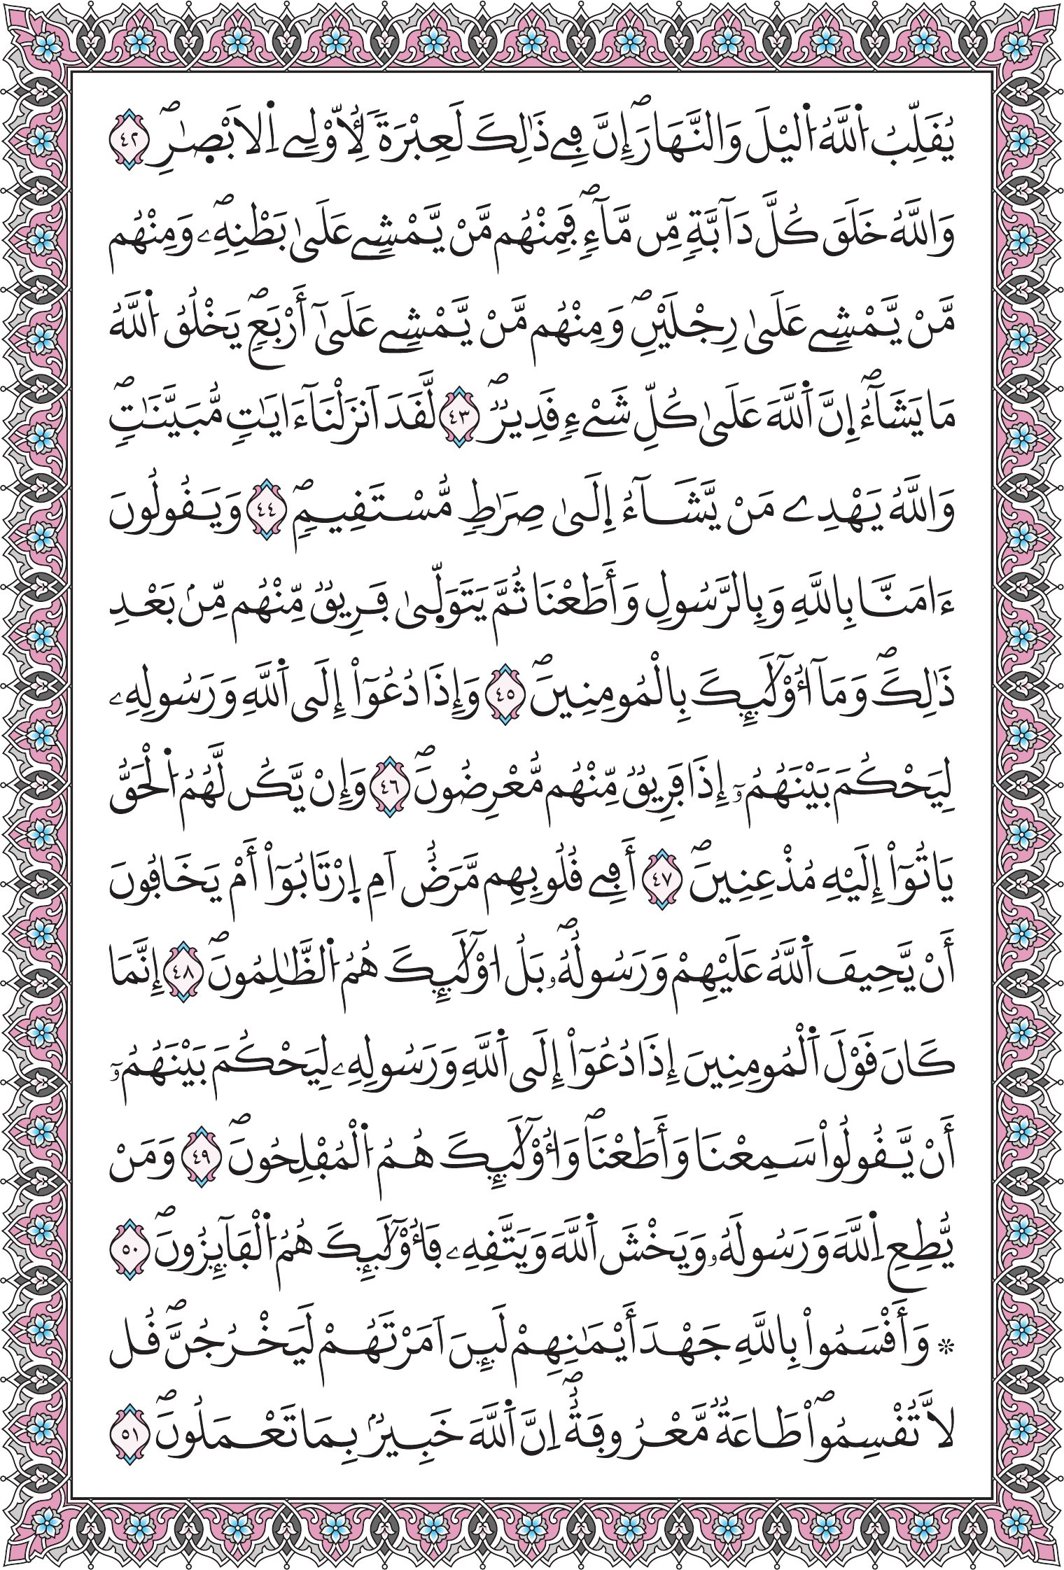 يُفَلِّبُ اُ۬للَّهُ اُ۬ليْلَ وَالنَّهَارَۖ إِنَّ فِے ذَٰلِكَ لَعِبْرَةٗ لِّأُوْلِے اِ۬لَابْصٰ۪رِۖ ٤٢
وَاللَّهُ خَلَقَ كُلَّ دَآبَّةٖ مِّن مَّآءٖۖ فَمِنْهُم مَّنْ يَّمْشِے عَلَىٰ بَطْنِهِۦۖ وَمِنْهُم
مَّنْ يَّمْشِے عَلَىٰ رِجْلَيْنِۖ وَمِنْهُم مَّنْ يَّمْشِے عَلَىٰٓ أَرْبَعٖۖ يَخْلُقُ اُ۬للَّهُ
مَا يَشَآءُۖ اِ۪نَّ اَ۬للَّهَ عَلَىٰ كُلِّ شَےْءٖ قَدِيرٞۖ ٤٣ لَّقَدَ اَنزَلْنَآ ءَايَٰتٖ مُّبَيَّنَٰتٖۖ
وَاللَّهُ يَهْدِے مَنْ يَّشَآءُ اِ۪لَىٰ صِرَٰطٖ مُّسْتَقِيمٖۖ ٤٤ وَيَقُولُونَ
ءَامَنَّا بِاللَّهِ وَبِالرَّسُولِ وَأَطَعْنَا ثُمَّ يَتَوَلّ۪ىٰ فَرِيقٞ مِّنْهُم مِّنۢ بَعْدِ
ذَٰلِكَۖ وَمَآ أُوْلَٰٓئِكَ بِالْمُومِنِينَۖ ٤٥ وَإِذَا دُعُوٓاْ إِلَى اَ۬للَّهِ وَرَسُولِهِۦ
لِيَحْكُمَ بَيْنَهُمُۥٓ إِذَا فَرِيقٞ مِّنْهُم مُّعْرِضُونَۖ ٤٦ وَإِنْ يَّكُن لَّهُمُ اُ۬لْحَقُّ
يَاتُوٓاْ إِلَيْهِ مُذْعِنِينَۖ ٤٧ أَفِے قُلُوبِهِم مَّرَضٌ اَمِ اِ۪رْتَابُوٓاْ أَمْ يَخَافُونَ
أَنْ يَّحِيفَ اَ۬للَّهُ عَلَيْهِمْ وَرَسُولُهُۥۖ بَلُ ا۟وْلَٰٓئِكَ هُمُ اُ۬لظَّٰلِمُونَۖ ٤٨ إِنَّمَا
كَانَ قَوْلَ اَ۬لْمُومِنِينَ إِذَا دُعُوٓاْ إِلَى اَ۬للَّهِ وَرَسُولِهِۦ لِيَحْكُمَ بَيْنَهُمُۥٓ
أَنْ يَّقُولُواْ سَمِعْنَا وَأَطَعْنَاۖ وَأُوْلَٰٓئِكَ هُمُ اُ۬لْمُفْلِحُونَۖ ٤٩ وَمَنْ
يُّطِعِ اِ۬للَّهَ وَرَسُولَهُۥ وَيَخْشَ اَ۬للَّهَ وَيَتَّقِهِۦ فَأُوْلَٰٓئِكَ هُمُ اُ۬لْفَآئِزُونَۖ ٥٠
۞ وَأَقْسَمُواْ بِاللَّهِ جَهْدَ أَيْمَٰنِهِمْ لَئِنَ اَمَرْتَهُمْ لَيَخْرُجُنَّۖ قُل
لَّا تُقْسِمُواْۖ طَاعَةٞ مَّعْرُوفَةٌۖ اِنَّ اَ۬للَّهَ خَبِيرُۢ بِمَا تَعْمَلُونَۖ ٥١